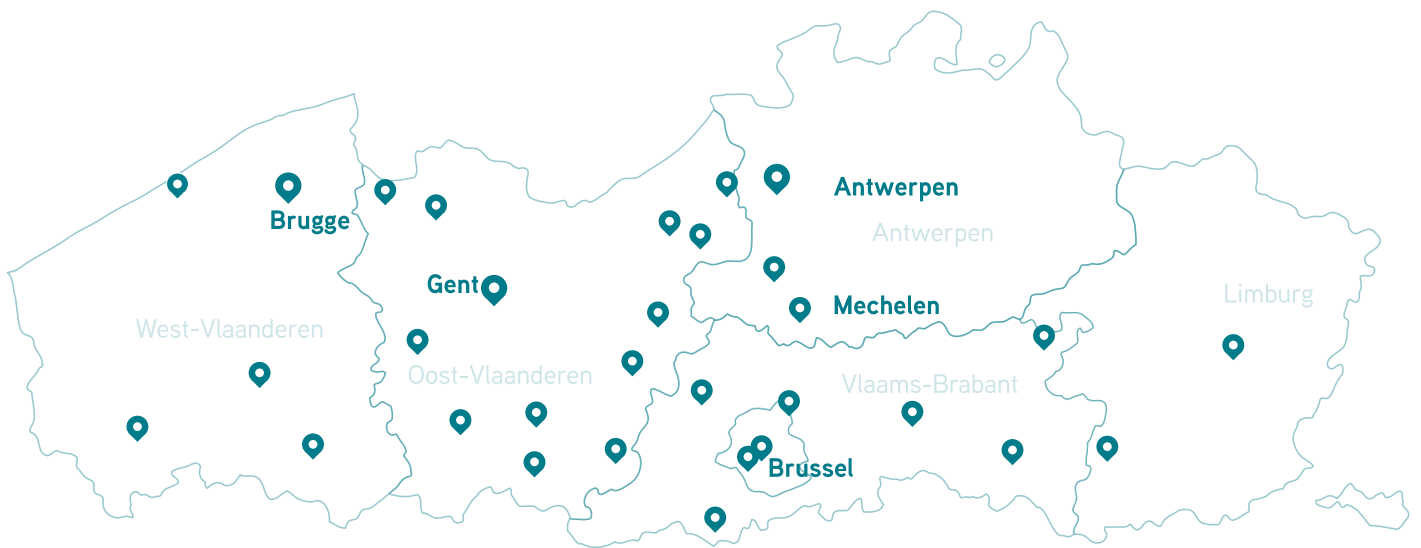 Antwerpen
Brugge
Antwerpen
Gent
Limburg
Mechelen
West-Vlaanderen
Oost-Vlaanderen
Vlaams-Brabant
Brussel